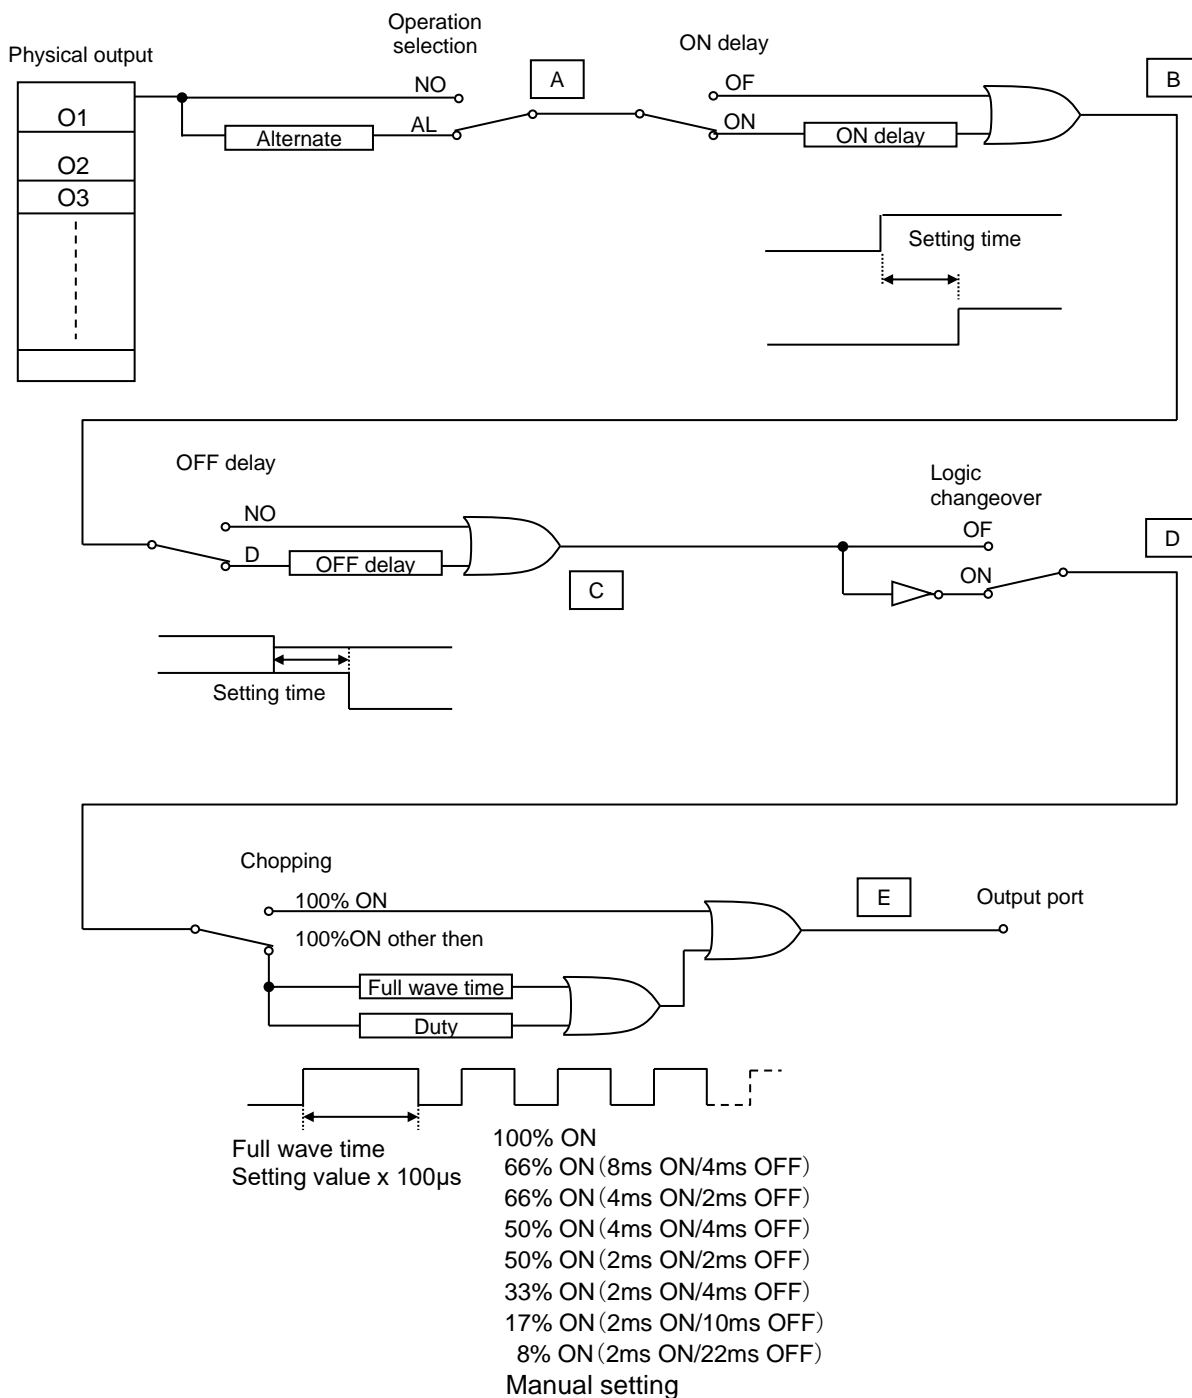 Operation
selection
ON delay
Physical output
NO
A
OF
B
O1
AL
ON
Alternate
ON delay
O2
O3
Setting time
OFF delay
Logic
changeover
NO
OF
D
D
OFF delay
ON
C
Setting time
Chopping
100% ON
E
Output port
100%ON other then
Full wave time
Duty
Full wave time
Setting value x 100μs
100% ON
66% ON（8ms ON/4ms OFF）
66% ON（4ms ON/2ms OFF）
50% ON（4ms ON/4ms OFF）
50% ON（2ms ON/2ms OFF）
33% ON（2ms ON/4ms OFF）
17% ON（2ms ON/10ms OFF）
8% ON（2ms ON/22ms OFF）
Manual setting